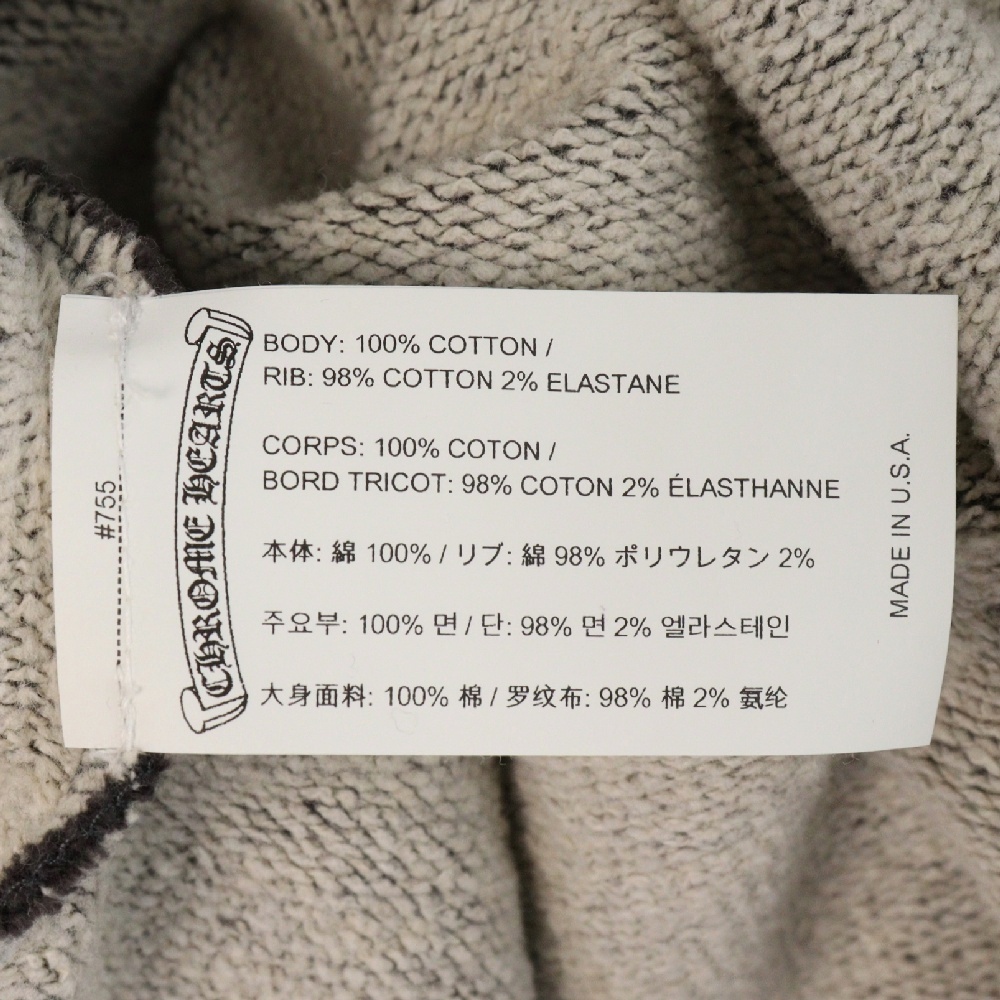 #755
CHROME HEARTS
BODY: 100% COTTON /
RIB: 98% COTTON 2% ELASTANE
CORPS: 100% COTON /
BORD TRICOT: 98% COTON 2% ÉLASTHANNE
本体: 綿 100% / リブ: 綿 98% ポリウレタン 2%
주요부: 100% 면 / 단: 98% 면 2% 엘라스테인
大身面料: 100% 棉 / 罗纹布: 98% 棉 2% 氨纶
MADE IN U.S.A.